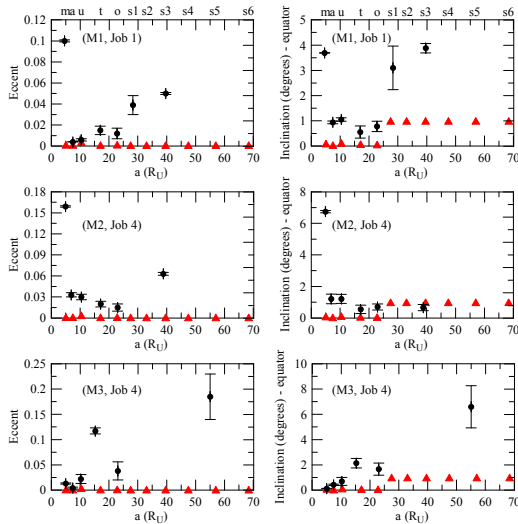 ma u t o s1 s2 s3 s4 s5 s6
ma u t o s1 s2 s3 s4 s5 s6
0.1
0.08
0.06
0.04
0.02
0
0.12
(M1, Job 1)
Eccent
0 10 20 30 40 50 60 70
a (R_U)
5
4
3
2
1
0
(M1, Job 1)
Inclination (degrees) - equator
0 10 20 30 40 50 60 70
a (R_U)
0.18
0.15
0.12
0.09
0.06
0.03
0
(M2, Job 4)
Eccent
0 10 20 30 40 50 60 70
a (R_U)
8
6
4
2
0
(M2, Job 4)
Inclination (degrees) - equator
0 10 20 30 40 50 60 70
a (R_U)
0.25
0.2
0.15
0.1
0.05
0
(M3, Job 4)
Eccent
0 10 20 30 40 50 60 70
a (R_U)
10
7.5
5
2.5
0
(M3, Job 4)
Inclination (degrees) - equator
0 10 20 30 40 50 60 70
a (R_U)